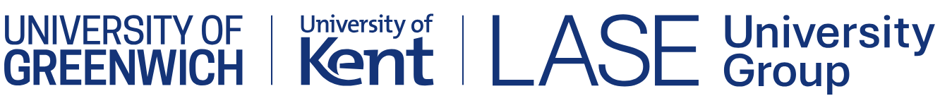 UNIVERSITY OF
GREENWICH
University of
Kent
LASE
University
Group